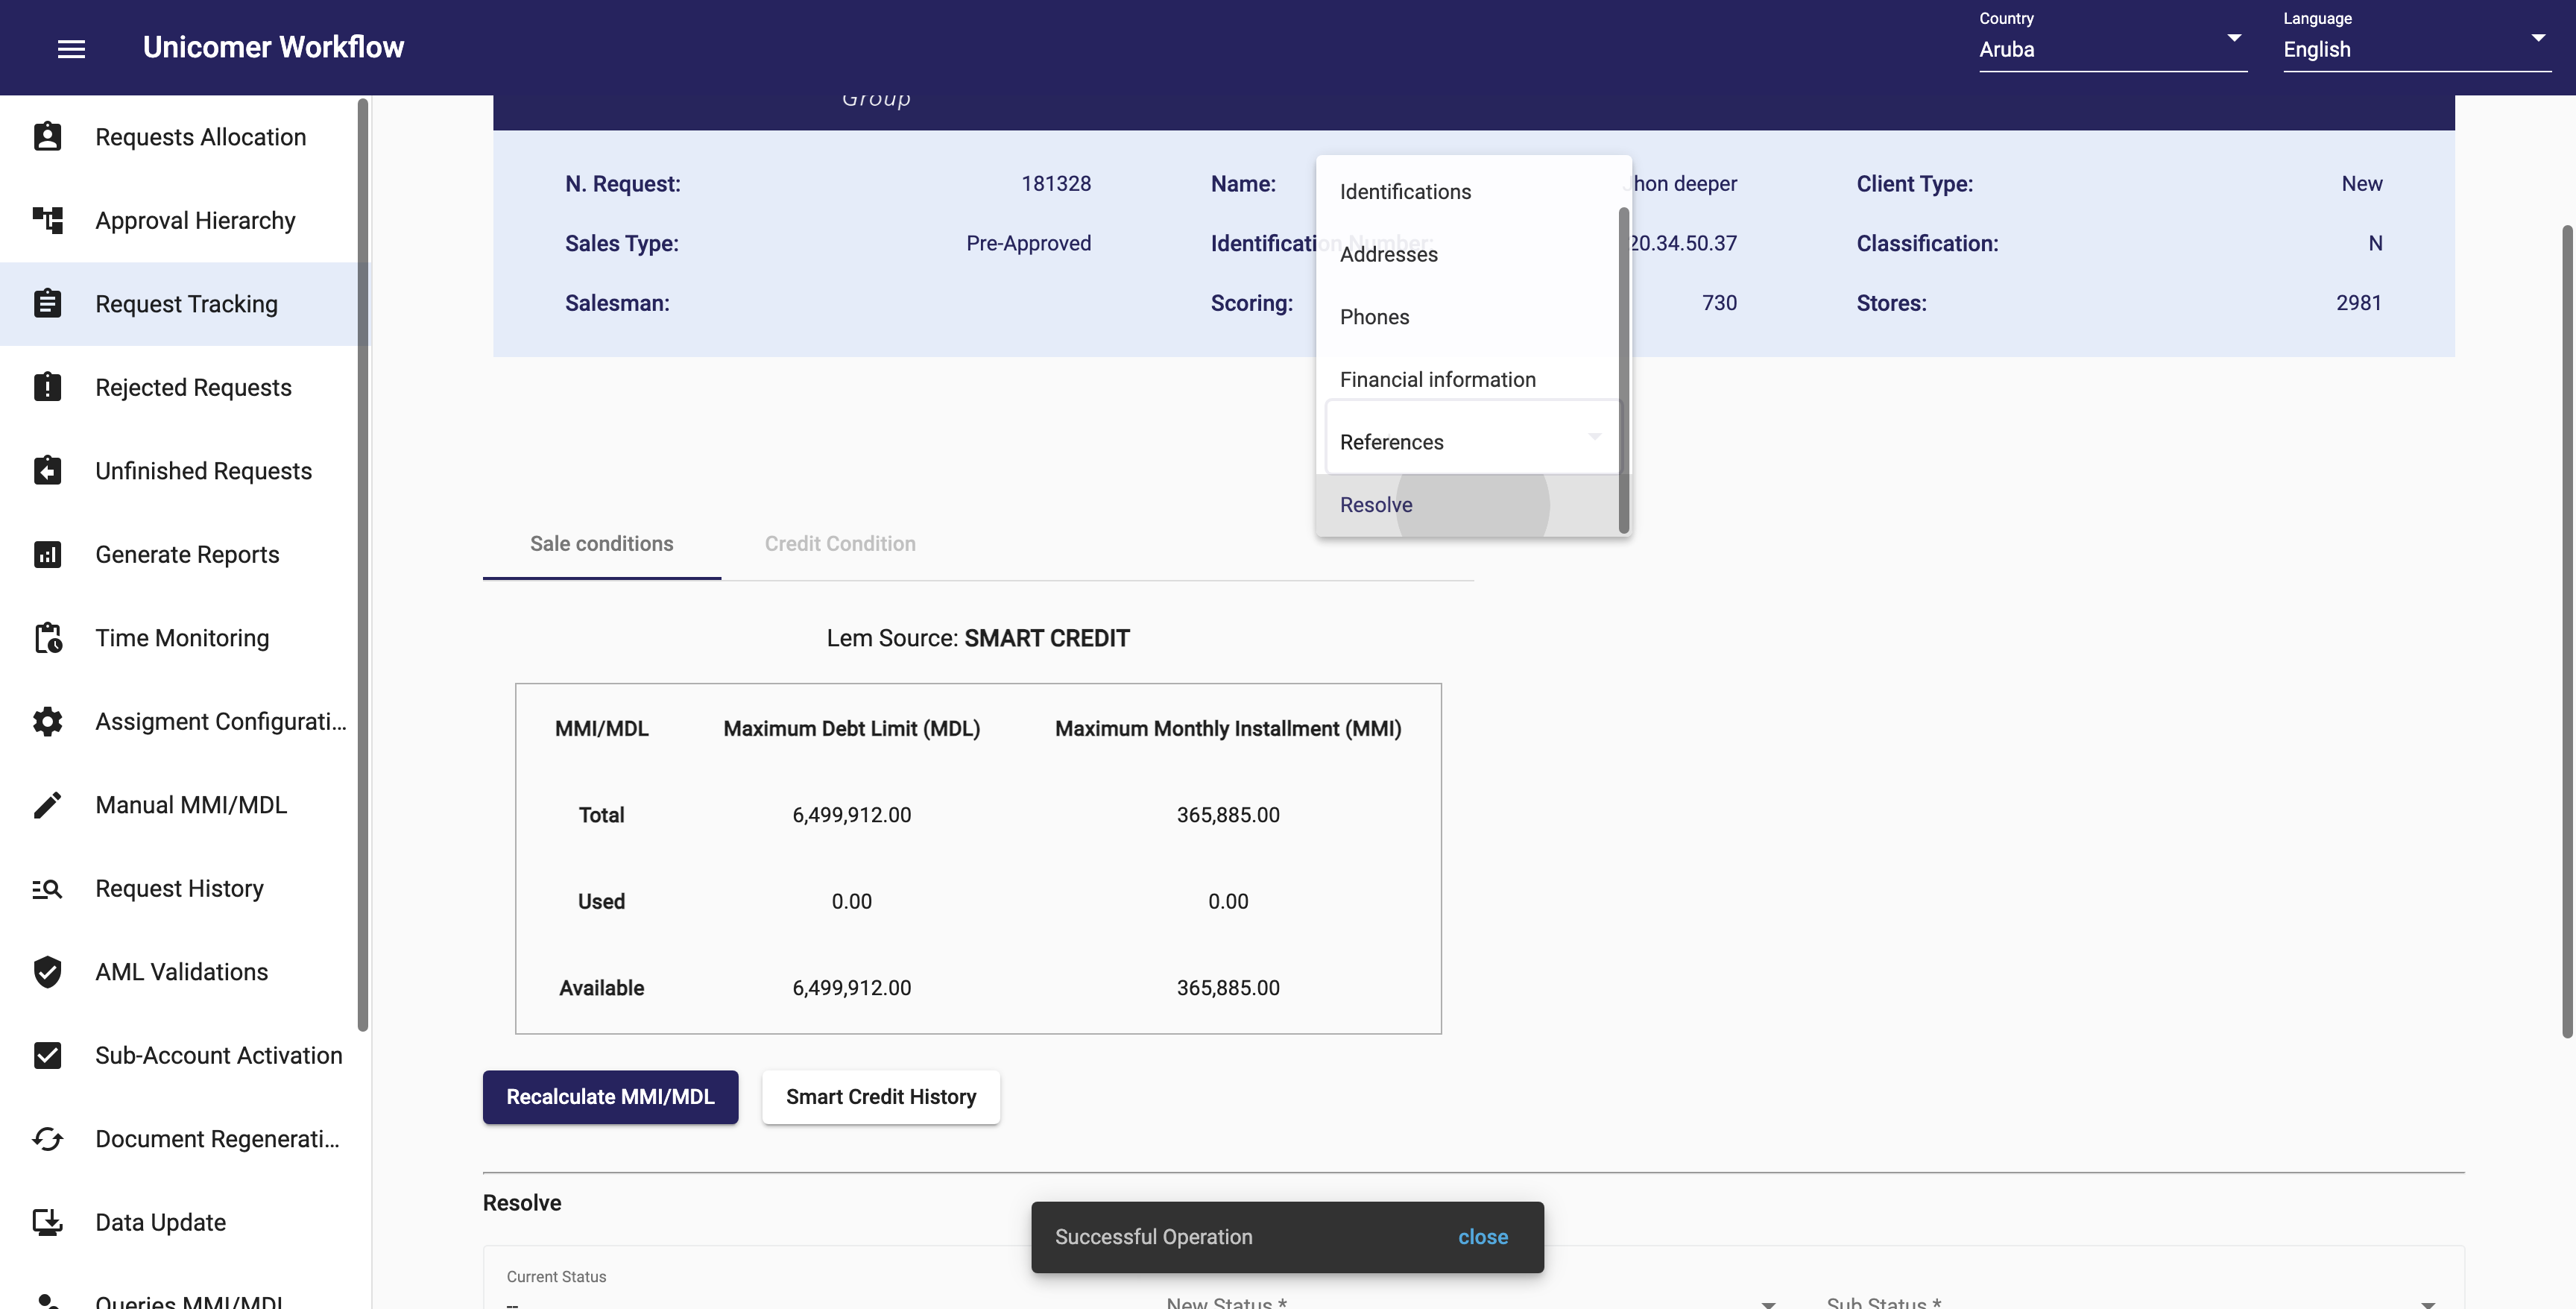 Unicomer Workflow
Country
Aruba
Language
English
Requests Allocation
Approval Hierarchy
Request Tracking
Rejected Requests
Unfinished Requests
Generate Reports
Time Monitoring
Assigment Configurati...
Manual MMI/MDL
Request History
AML Validations
Sub-Account Activation
Document Regenerati...
Data Update
Queries MMI/MDL
Group
N. Request: 181328
Name: Jhon deeper
Client Type: New
Sales Type: Pre-Approved
Identification Number: 20.34.50.37
Classification: N
Salesman:
Scoring: 730
Stores: 2981
Identifications
Addresses
Phones
Financial information
References
Resolve
Sale conditions
Credit Condition
Lem Source: SMART CREDIT
MMI/MDL Maximum Debt Limit (MDL) Maximum Monthly Installment (MMI)
Total 6,499,912.00 365,885.00
Used 0.00 0.00
Available 6,499,912.00 365,885.00
Recalculate MMI/MDL
Smart Credit History
Resolve
Successful Operation close
Current Status
--
New Status *
Sub Status *